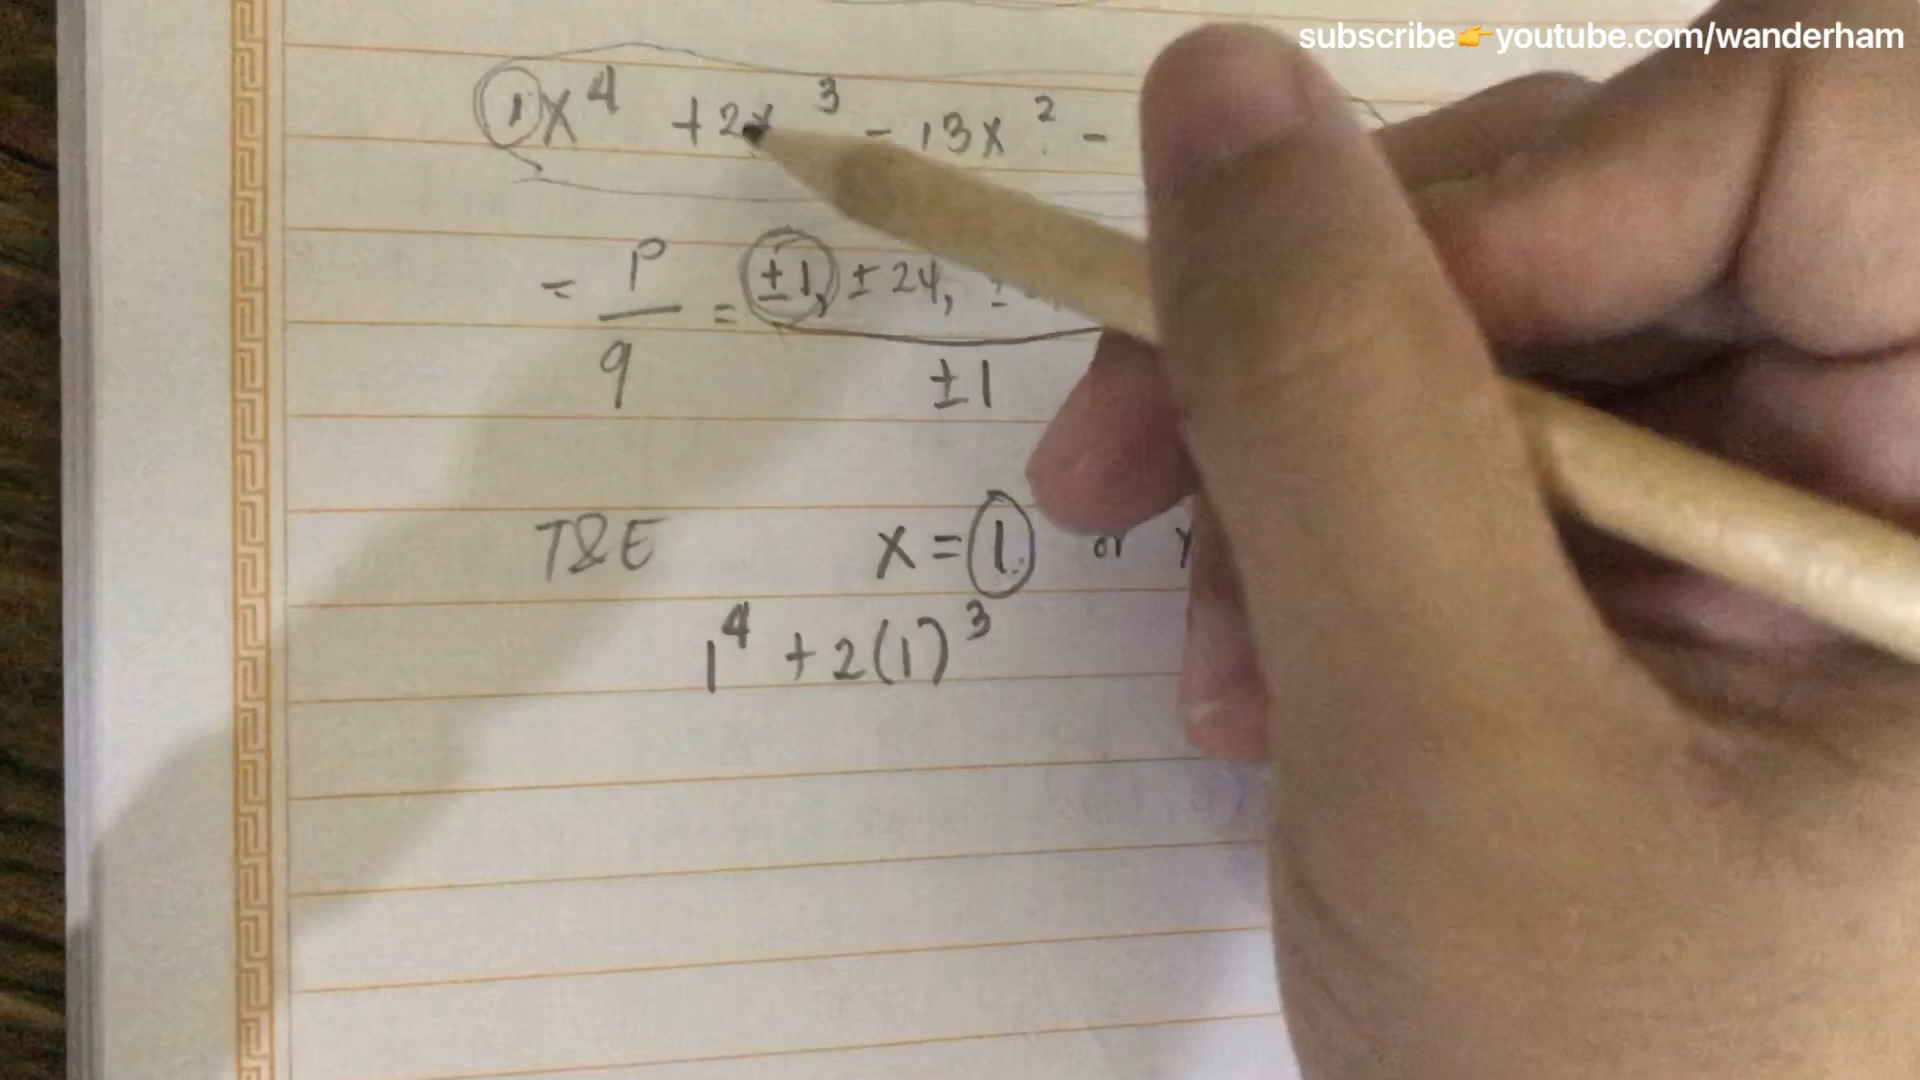 subscribe👉youtube.com/wanderham
1x⁴ + 2x³ - 13x² -
= p/q = ±1, ±24, ±
±1
T&E x = 1 or
1⁴ + 2(1)³